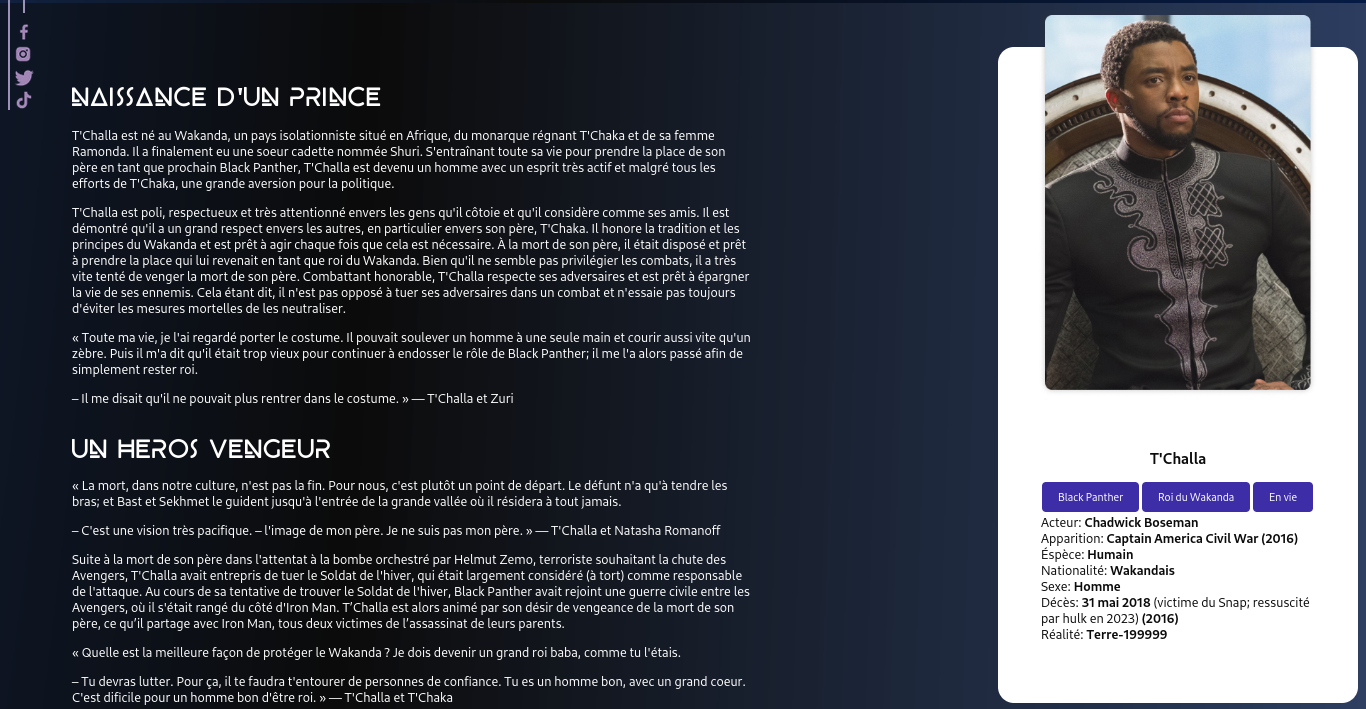 NAISSANCE D'UN PRINCE
T'Challa est né au Wakanda, un pays isolationniste situé en Afrique, du monarque régnant T'Chaka et de sa femme
Ramonda. Il a finalement eu une soeur cadette nommée Shuri. S'entraînant toute sa vie pour prendre la place de son
père en tant que prochain Black Panther, T'Challa est devenu un homme avec un esprit très actif et malgré tous les
efforts de T'Chaka, une grande aversion pour la politique.
T'Challa est poli, respectueux et très attentionné envers les gens qu'il côtoie et qu'il considère comme ses amis. Il est
démontré qu'il a un grand respect envers les autres, en particulier envers son père, T'Chaka. Il honore la tradition et les
principes du Wakanda et est prêt à agir chaque fois que cela est nécessaire. À la mort de son père, il était disposé et prêt
à prendre la place qui lui revenait en tant que roi du Wakanda. Bien qu'il ne semble pas privilégier les combats, il a très
vite tenté de venger la mort de son père. Combattant honorable, T'Challa respecte ses adversaires et est prêt à épargner
la vie de ses ennemis. Cela étant dit, il n'est pas opposé à tuer ses adversaires dans un combat et n'essaie pas toujours
d'éviter les mesures mortelles de les neutraliser.
« Toute ma vie, je l'ai regardé porter le costume. Il pouvait soulever un homme à une seule main et courir aussi vite qu'un
zèbre. Puis il m'a dit qu'il était trop vieux pour continuer à endosser le rôle de Black Panther; il me l'a alors passé afin de
simplement rester roi.
– Il me disait qu'il ne pouvait plus rentrer dans le costume. » — T'Challa et Zuri
UN HEROS VENGEUR
« La mort, dans notre culture, n'est pas la fin. Pour nous, c'est plutôt un point de départ. Le défunt n'a qu'à tendre les
bras; et Bast et Sekhmet le guident jusqu'à l'entrée de la grande vallée où il résidera à tout jamais.
– C'est une vision très pacifique. – l'image de mon père. Je ne suis pas mon père. » — T'Challa et Natasha Romanoff
Suite à la mort de son père dans l'attentat à la bombe orchestré par Helmut Zemo, terroriste souhaitant la chute des
Avengers, T'Challa avait entrepris de tuer le Soldat de l'hiver, qui était largement considéré (à tort) comme responsable
de l'attaque. Au cours de sa tentative de trouver le Soldat de l'hiver, Black Panther avait rejoint une guerre civile entre les
Avengers, où il s'était rangé du côté d'Iron Man. T’Challa est alors animé par son désir de vengeance de la mort de son
père, ce qu’il partage avec Iron Man, tous deux victimes de l’assassinat de leurs parents.
« Quelle est la meilleure façon de protéger le Wakanda ? Je dois devenir un grand roi baba, comme tu l'étais.
– Tu devras lutter. Pour ça, il te faudra t'entourer de personnes de confiance. Tu es un homme bon, avec un grand coeur.
C'est dificile pour un homme bon d'être roi. » — T'Challa et T'Chaka
T'Challa
Black Panther Roi du Wakanda En vie
Acteur: Chadwick Boseman
Apparition: Captain America Civil War (2016)
Éspèce: Humain
Nationalité: Wakandais
Sexe: Homme
Décès: 31 mai 2018 (victime du Snap; ressuscité
par hulk en 2023) (2016)
Réalité: Terre-199999